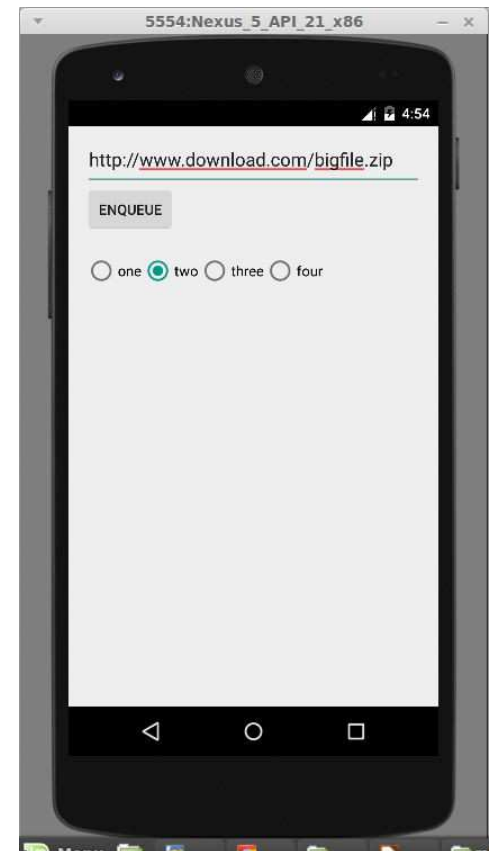 5554:Nexus_5_API_21_x86
4:54
http://www.download.com/bigfile.zip
ENQUEUE
one two three four